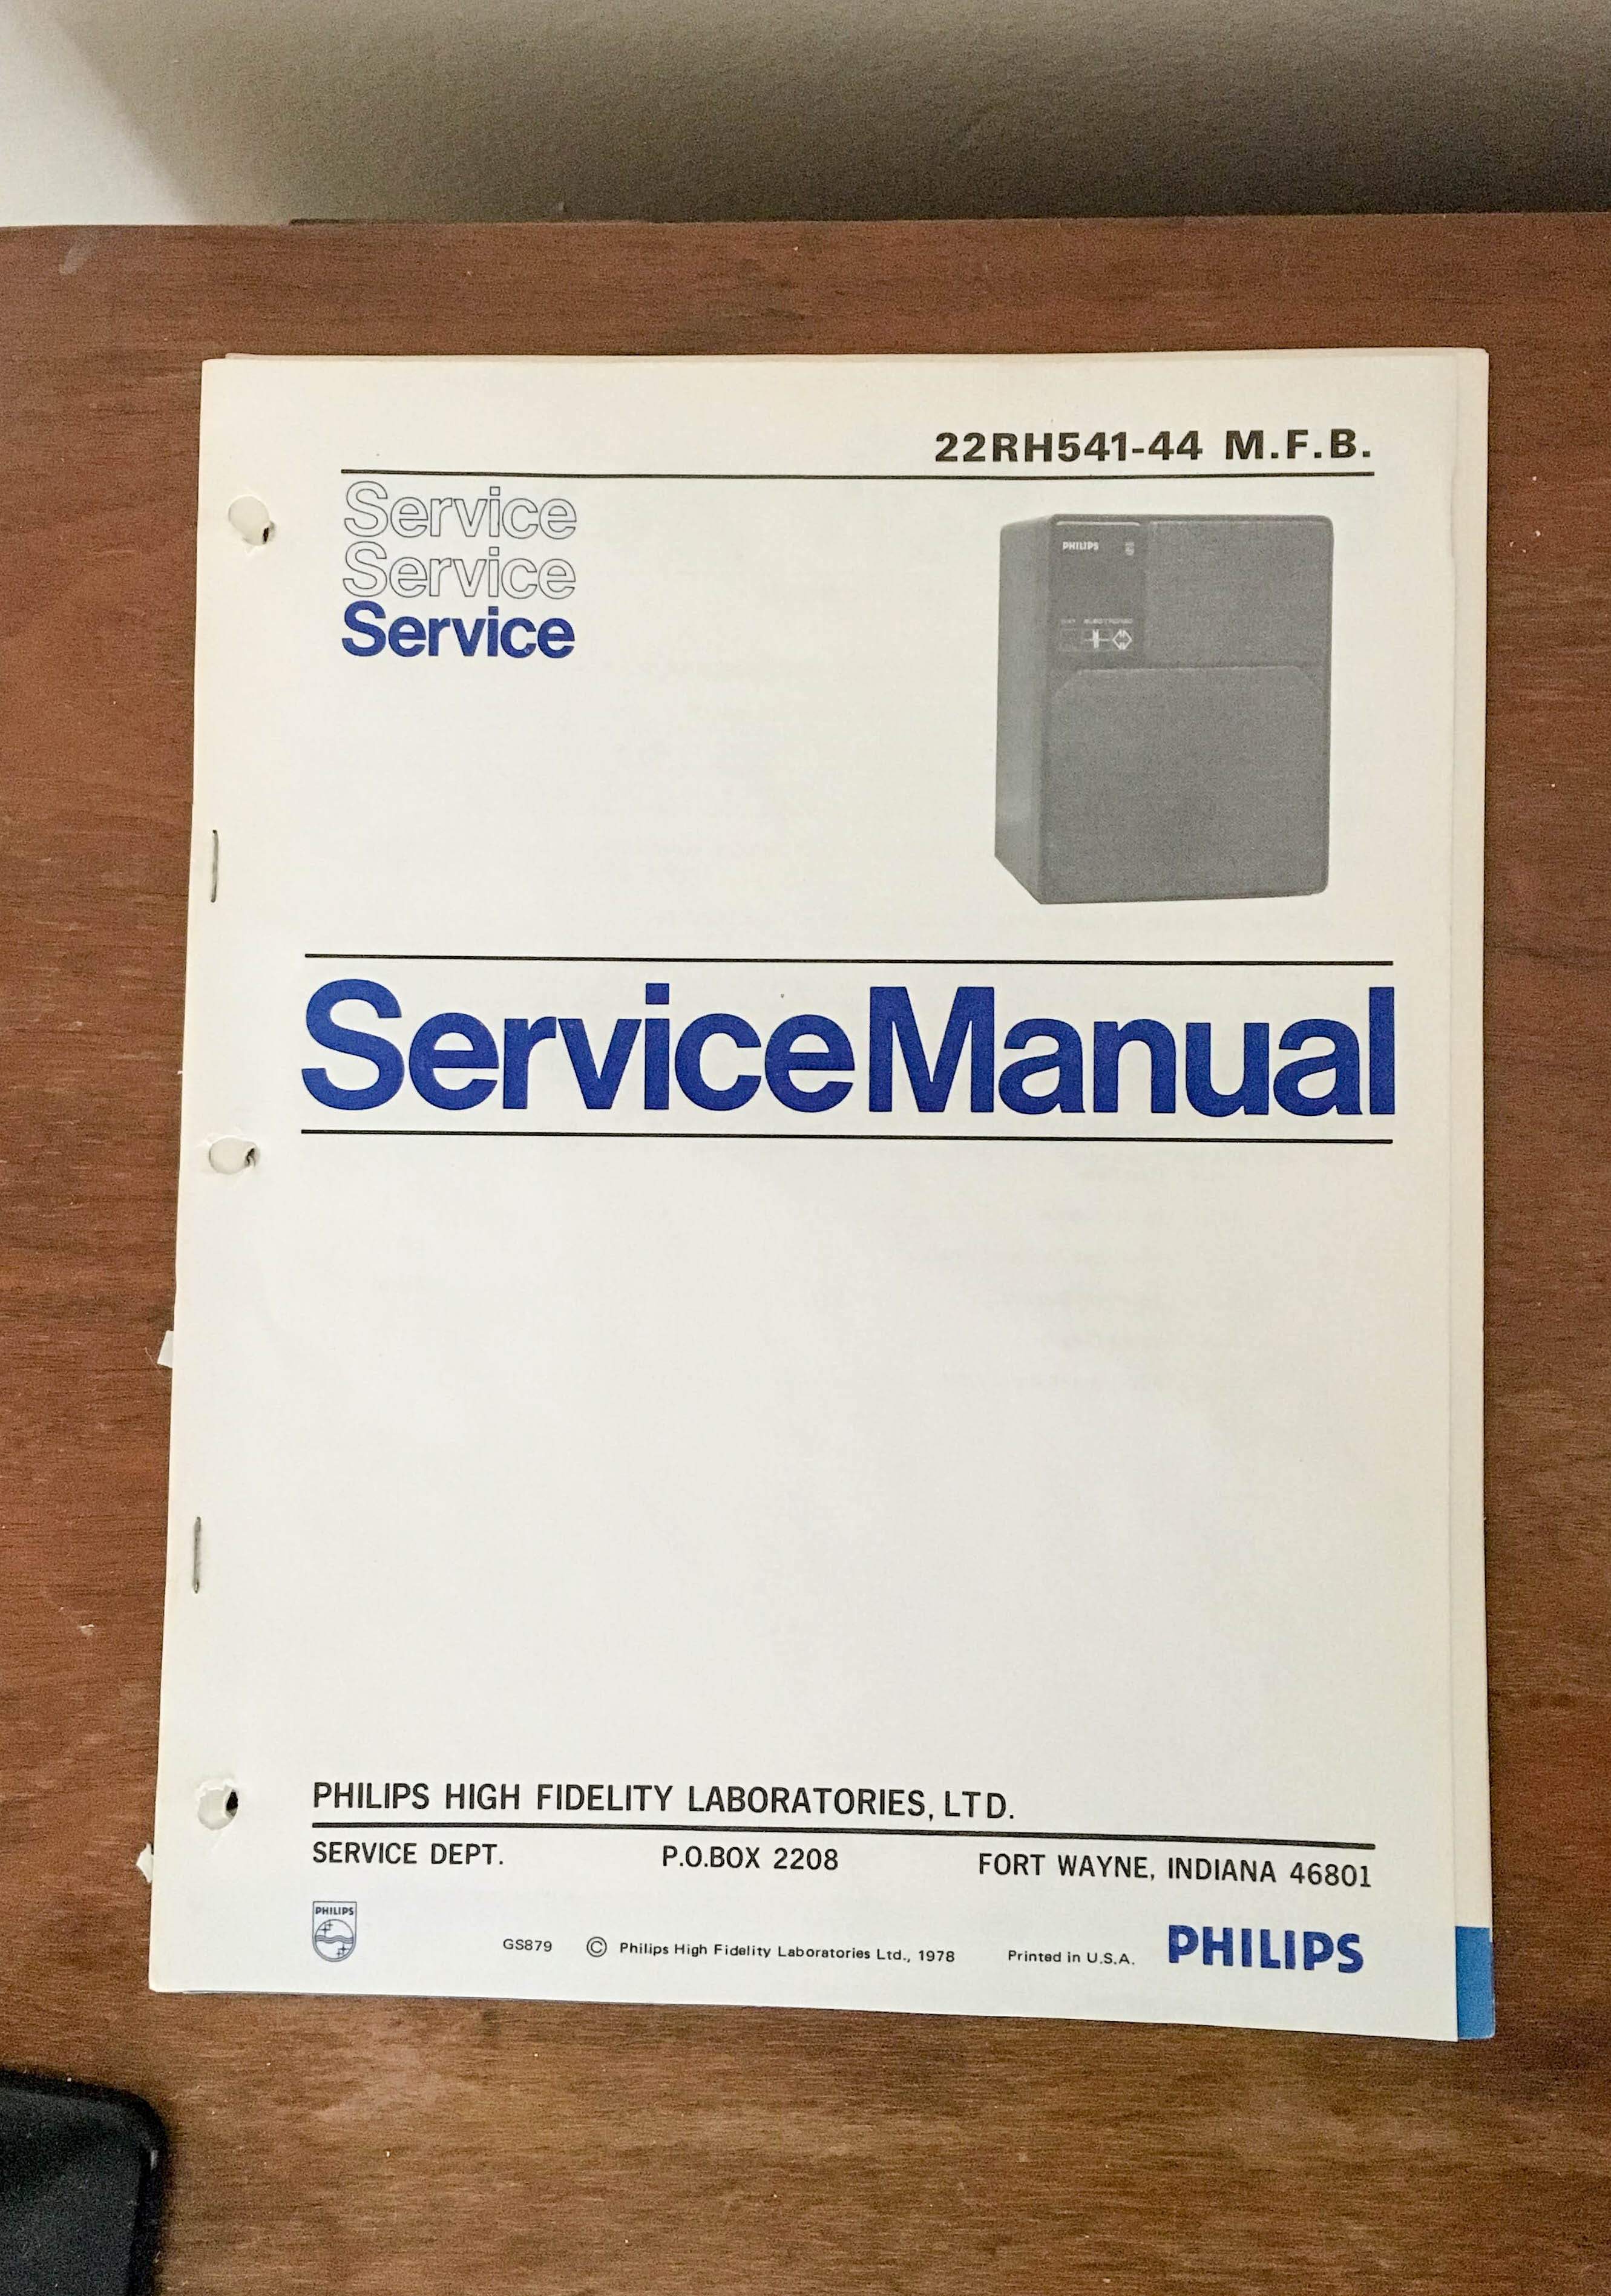 22RH541-44 M.F.B.
Service
Service
Service
PHILIPS
ServiceManual
PHILIPS HIGH FIDELITY LABORATORIES, LTD.
SERVICE DEPT. P.O.BOX 2208 FORT WAYNE, INDIANA 46801
PHILIPS
GS879 © Philips High Fidelity Laboratories Ltd., 1978 Printed in U.S.A. PHILIPS